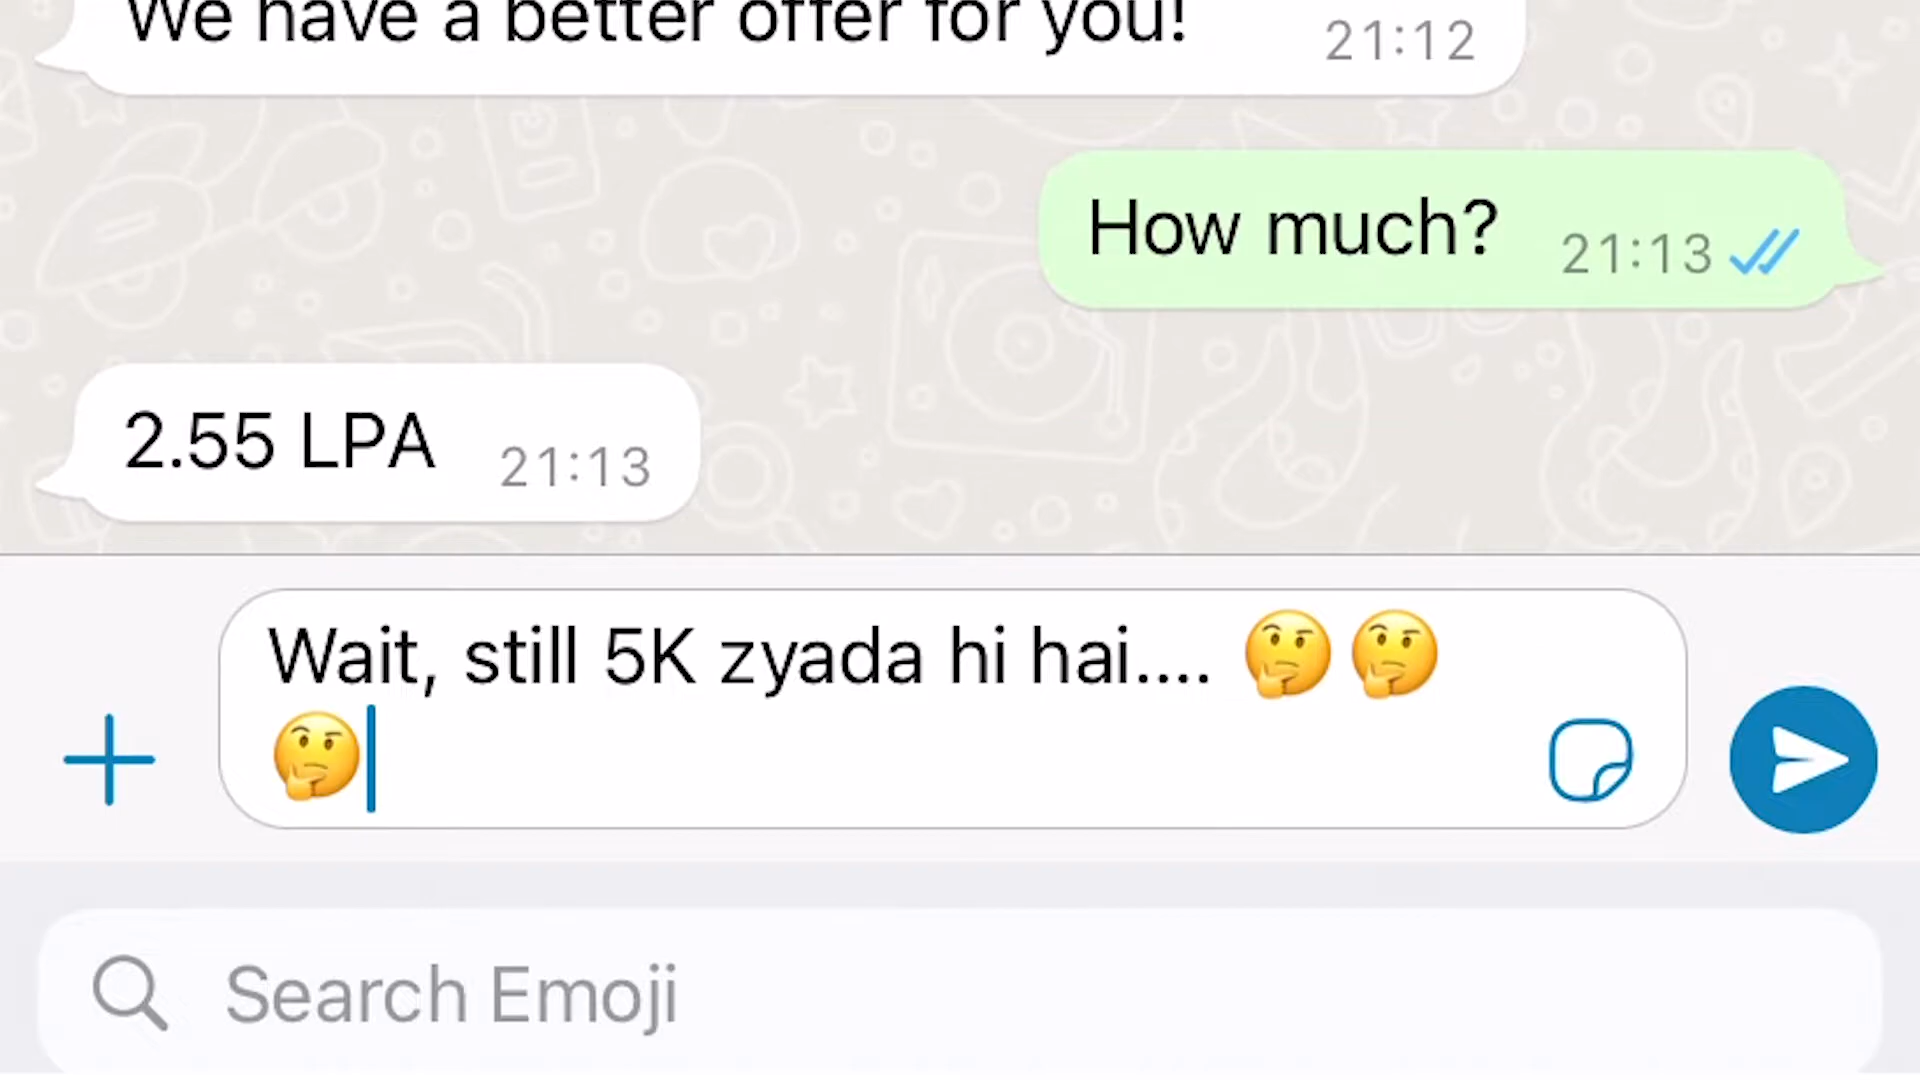 We have a better offer for you!
21:12
How much?
21:13
2.55 LPA
21:13
Wait, still 5K zyada hi hai.... 🤔🤔
🤔
Search Emoji